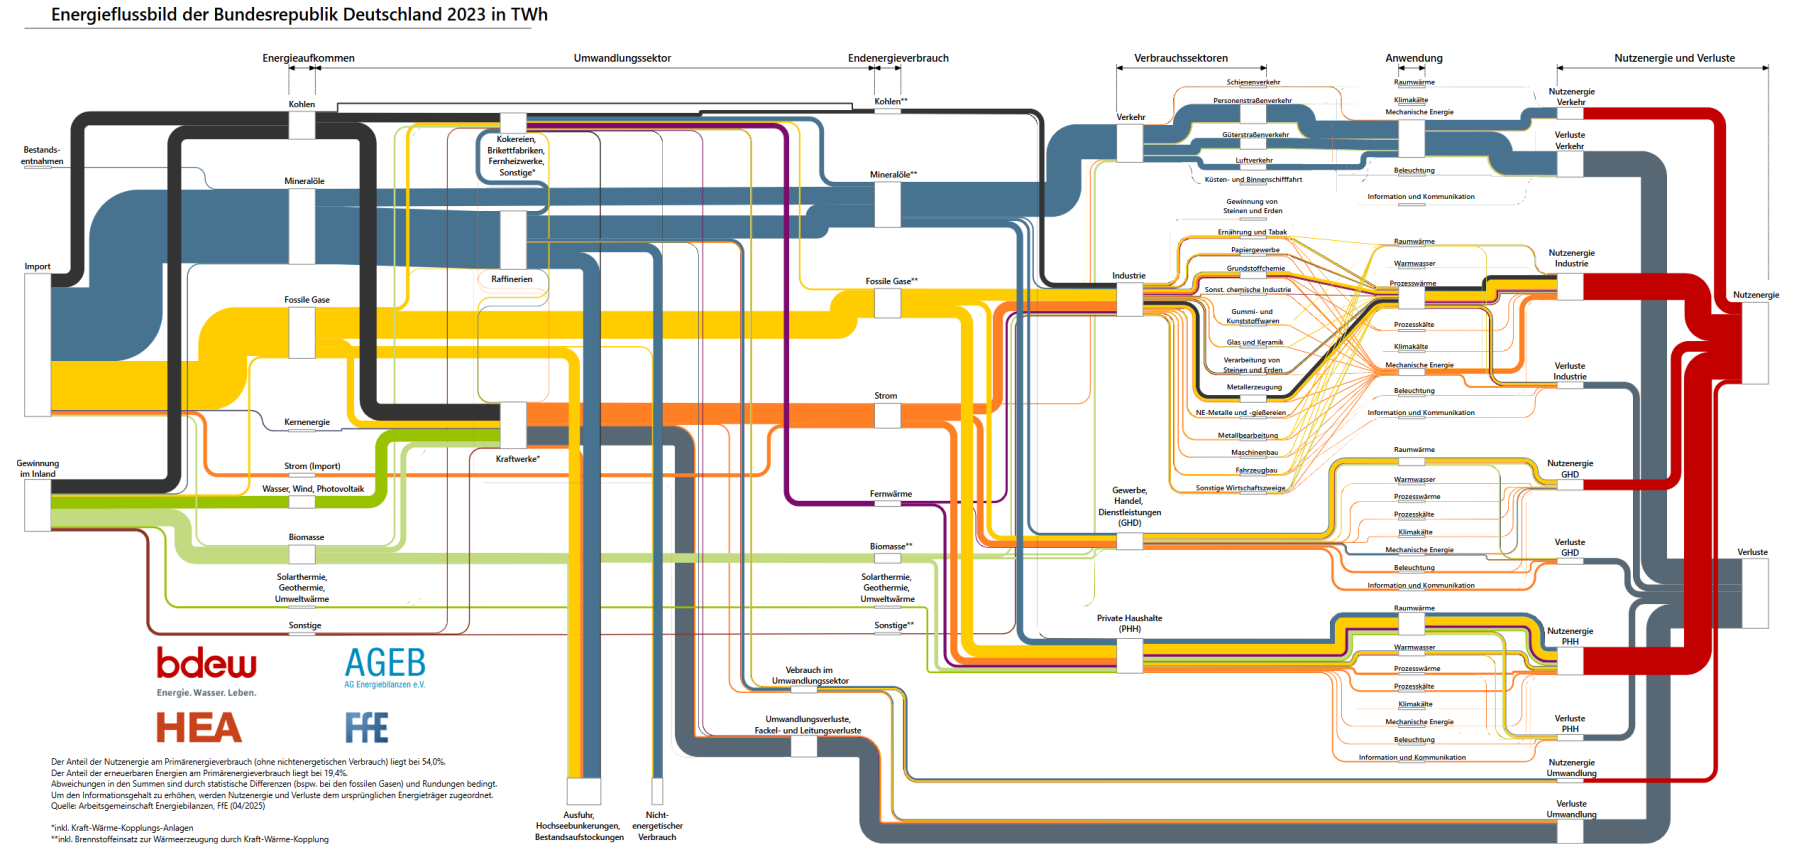 Energieflussbild der Bundesrepublik Deutschland 2023 in TWh
Energieaufkommen
Umwandlungssektor
Endenergieverbrauch
Verbrauchssektoren
Anwendung
Nutzenergie und Verluste
Bestands-
entnahmen
Import
Gewinnung
im Inland
Kohlen
Mineralöle
Fossile Gase
Kernenergie
Strom (Import)
Wasser, Wind, Photovoltaik
Biomasse
Solarthermie,
Geothermie,
Umweltwärme
Sonstige
Kokereien,
Brikettfabriken,
Fernheizwerke,
Sonstige*
Raffinerien
Kraftwerke*
Vebrauch im
Umwandlungssektor
Umwandlungsverluste,
Fackel- und Leitungsverluste
Ausfuhr,
Hochseebunkerungen,
Bestandsaufstockungen
Nicht-
energetischer
Verbrauch
Kohlen**
Mineralöle**
Fossile Gase**
Strom
Fernwärme
Biomasse**
Solarthermie,
Geothermie,
Umweltwärme
Sonstige**
Verkehr
Industrie
Gewerbe,
Handel,
Dienstleistungen
(GHD)
Private Haushalte
(PHH)
Schienenverkehr
Personenstraßenverkehr
Güterstraßenverkehr
Luftverkehr
Küsten- und Binnenschifffahrt
Gewinnung von
Steinen und Erden
Ernährung und Tabak
Papiergewerbe
Grundstoffchemie
Sonst. chemische Industrie
Gummi- und
Kunststoffwaren
Glas und Keramik
Verarbeitung von
Steinen und Erden
Metallerzeugung
NE-Metalle und -gießereien
Metallbearbeitung
Maschinenbau
Fahrzeugbau
Sonstige Wirtschaftszweige
Raumwärme
Klimakälte
Mechanische Energie
Beleuchtung
Information und Kommunikation
Raumwärme
Warmwasser
Prozesswärme
Prozesskälte
Klimakälte
Mechanische Energie
Beleuchtung
Information und Kommunikation
Raumwärme
Warmwasser
Prozesswärme
Prozesskälte
Klimakälte
Mechanische Energie
Beleuchtung
Information und Kommunikation
Raumwärme
Warmwasser
Prozesswärme
Prozesskälte
Klimakälte
Mechanische Energie
Beleuchtung
Information und Kommunikation
Nutzenergie
Verkehr
Verluste
Verkehr
Nutzenergie
Industrie
Verluste
Industrie
Nutzenergie
GHD
Verluste
GHD
Nutzenergie
PHH
Verluste
PHH
Nutzenergie
Umwandlung
Verluste
Umwandlung
Nutzenergie
Verluste
bdew
Energie. Wasser. Leben.
AGEB
AG Energiebilanzen e.V.
HEA
FfE
Der Anteil der Nutzenergie am Primärenergieverbrauch (ohne nichtenergetischen Verbrauch) liegt bei 54,0%.
Der Anteil der erneuerbaren Energien am Primärenergieverbrauch liegt bei 19,4%.
Abweichungen in den Summen sind durch statistische Differenzen (bspw. bei den fossilen Gasen) und Rundungen bedingt.
Um den Informationsgehalt zu erhöhen, werden Nutzenergie und Verluste dem ursprünglichen Energieträger zugeordnet.
Quelle: Arbeitsgemeinschaft Energiebilanzen, FfE (04/2025)
*inkl. Kraft-Wärme-Kopplungs-Anlagen
**inkl. Brennstoffeinsatz zur Wärmeerzeugung durch Kraft-Wärme-Kopplung